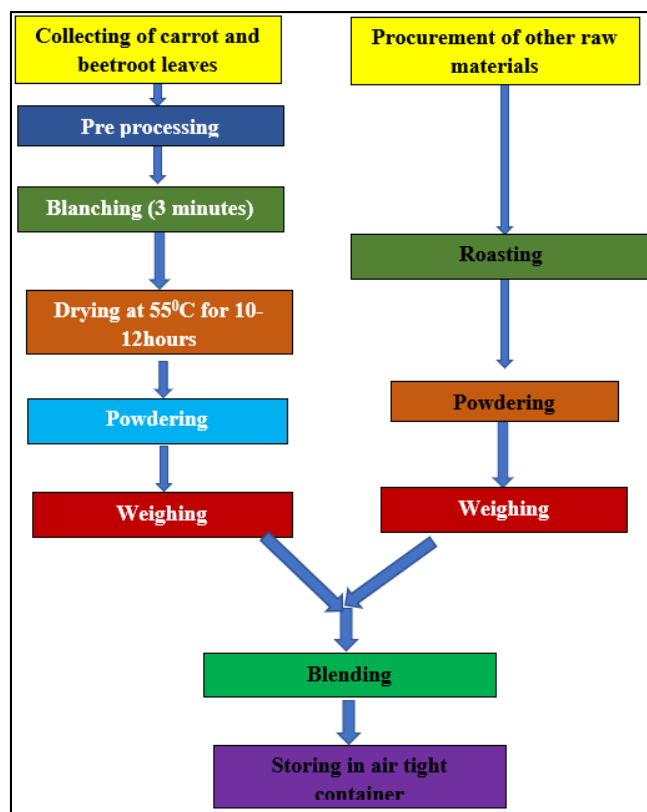 Collecting of carrot and
beetroot leaves
Pre processing
Blanching (3 minutes)
Drying at 55⁰C for 10-
12hours
Powdering
Weighing
Procurement of other raw
materials
Roasting
Powdering
Weighing
Blending
Storing in air tight
container